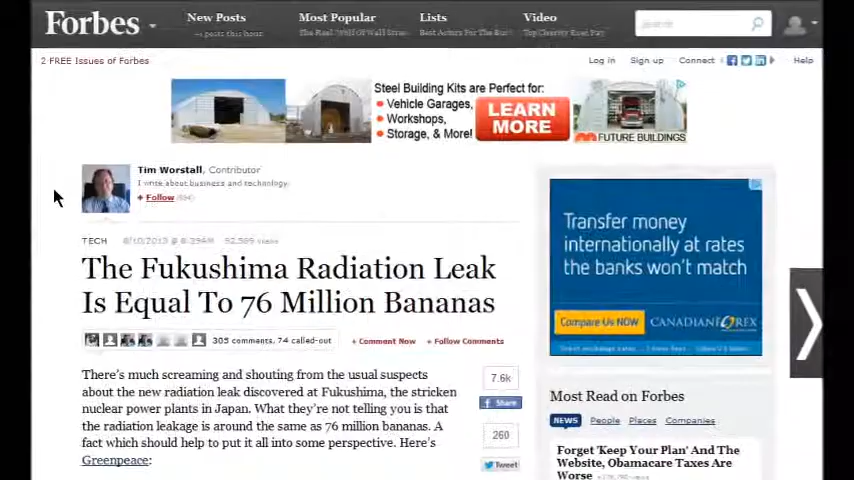 Forbes
New Posts
Most Popular
Lists
Video
+ posts this hour
2 FREE Issues of Forbes
Log in
Sign up
Connect
Help
Steel Building Kits are Perfect for:
• Vehicle Garages,
• Workshops,
• Storage, & More!
LEARN
MORE
FUTURE BUILDINGS
Tim Worstall, Contributor
I write about business and technology.
+ Follow
TECH
The Fukushima Radiation Leak
Is Equal To 76 Million Bananas
305 comments, 74 called-out
+ Comment Now
+ Follow Comments
There's much screaming and shouting from the usual suspects
about the new radiation leak discovered at Fukushima, the stricken
nuclear power plants in Japan. What they're not telling you is that
the radiation leakage is around the same as 76 million bananas. A
fact which should help to put it all into some perspective. Here's
Greenpeace:
7.6k
Share
260
Tweet
Transfer money
internationally at rates
the banks won't match
Compare Us NOW
CANADIAN FOREX
Most Read on Forbes
NEWS People Places Companies
Forget 'Keep Your Plan' And The
Website, Obamacare Taxes Are
Worse